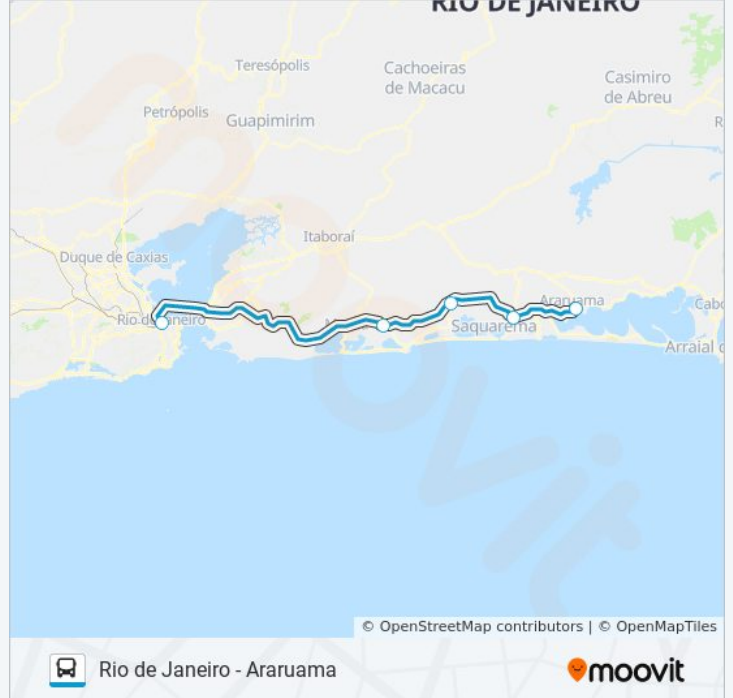 RIO DE JANEIRO
Teresópolis
Cachoeiras
de Macacu
Casimiro
de Abreu
Petrópolis
Guapimirim
R
Itaboraí
Duque de Caxias
Araruama
Cabo
Rio de Janeiro
Saquarema
Arraial d
moovit
© OpenStreetMap contributors | © OpenMapTiles
Rio de Janeiro - Araruama
moovit